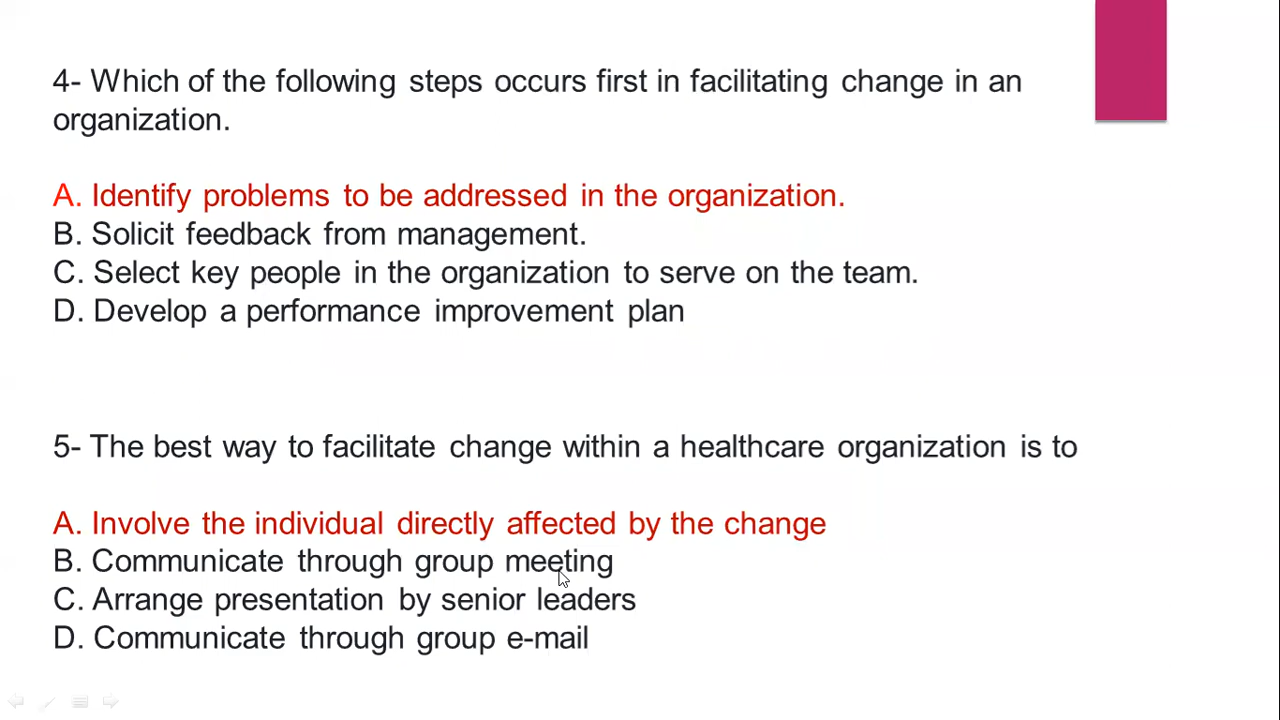 4- Which of the following steps occurs first in facilitating change in an
organization.
A. Identify problems to be addressed in the organization.
B. Solicit feedback from management.
C. Select key people in the organization to serve on the team.
D. Develop a performance improvement plan
5- The best way to facilitate change within a healthcare organization is to
A. Involve the individual directly affected by the change
B. Communicate through group meeting
C. Arrange presentation by senior leaders
D. Communicate through group e-mail